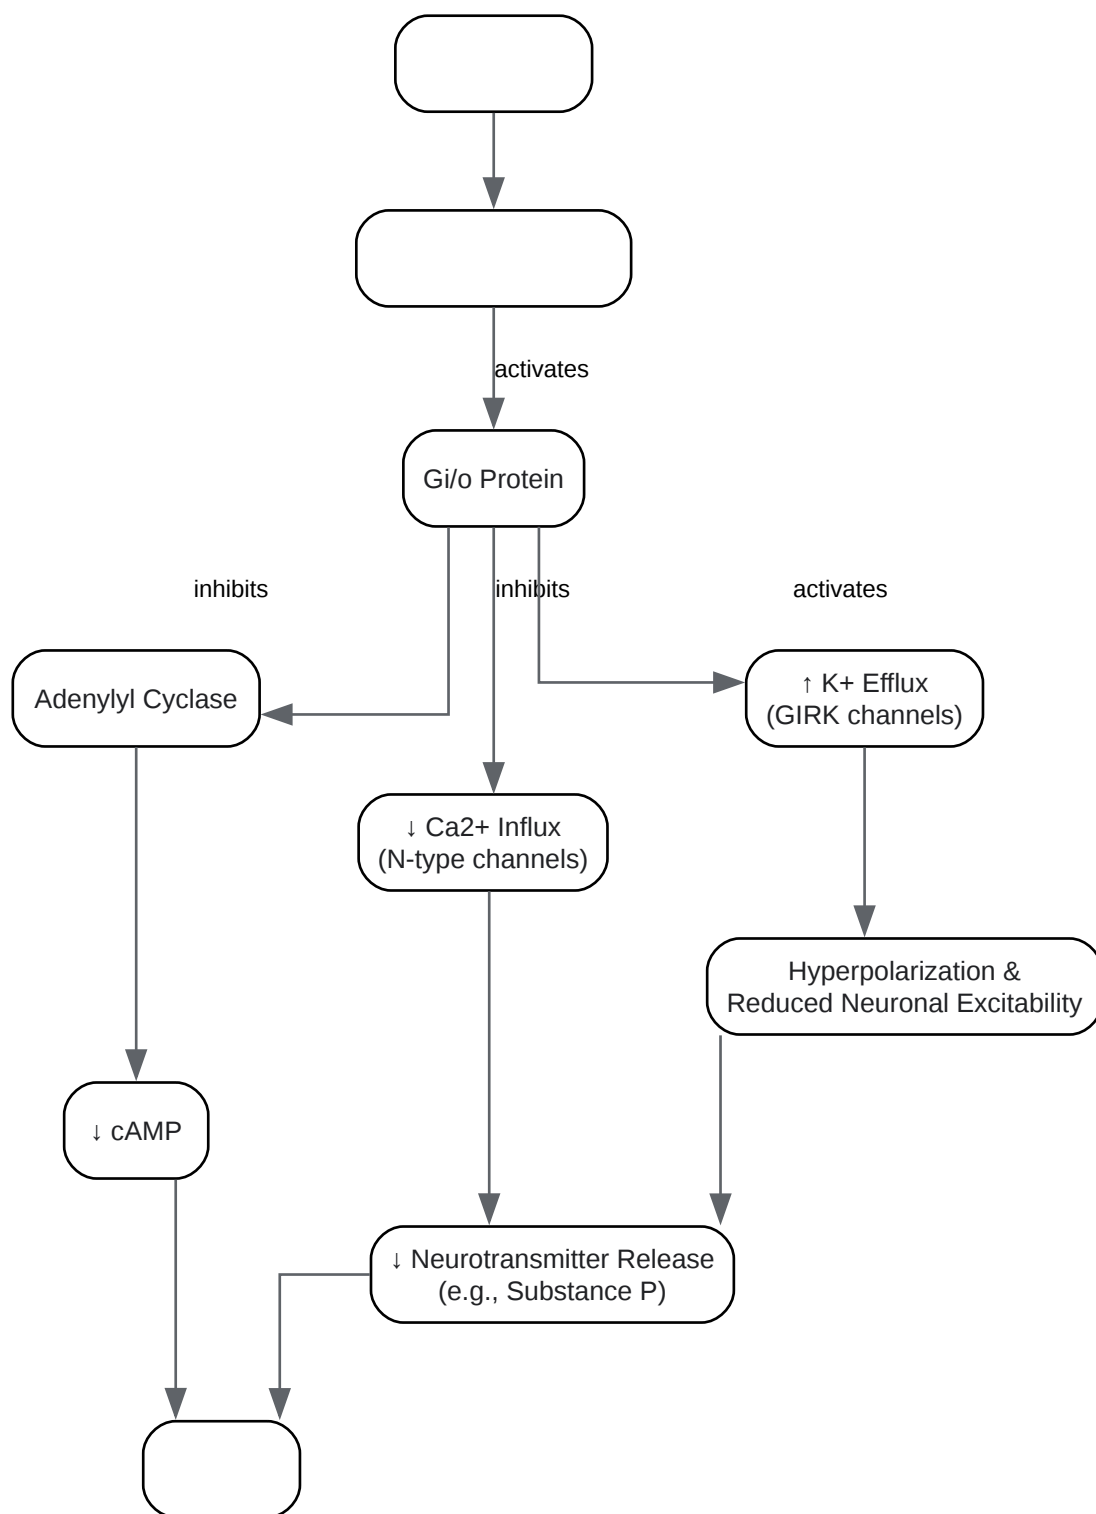 activates
Gi/o Protein
inhibits
inhibits
activates
Adenylyl Cyclase
↑ K+ Efflux
(GIRK channels)
↓ Ca2+ Influx
(N-type channels)
Hyperpolarization &
Reduced Neuronal Excitability
↓ cAMP
↓ Neurotransmitter Release
(e.g., Substance P)